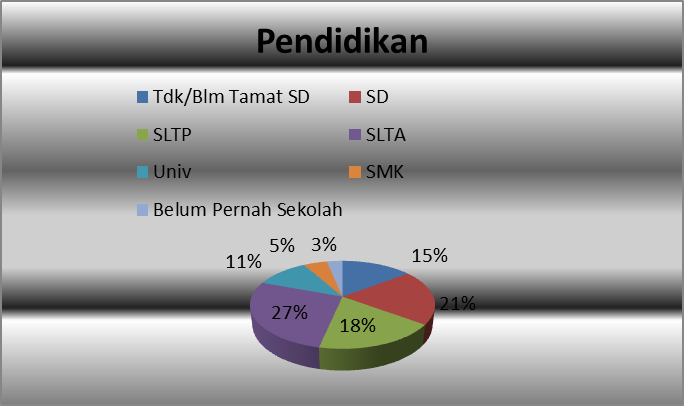 Pendidikan
Tdk/Blm Tamat SD SD
SLTP SLTA
Univ SMK
Belum Pernah Sekolah
5% 3%
11% 15%
27% 18% 21%